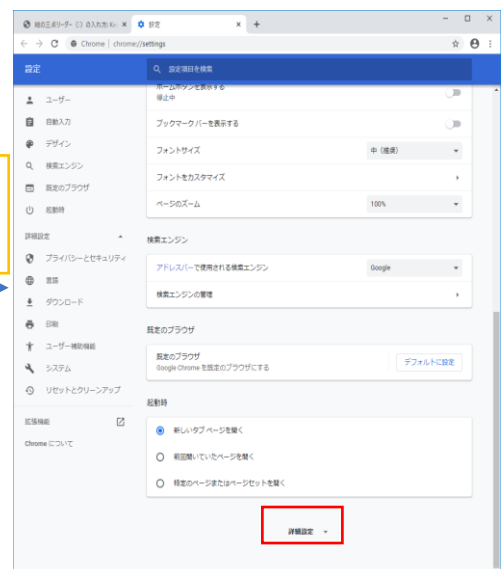 設定
Chrome | chrome://settings
設定
設定項目を検索
ユーザー
自動入力
デザイン
検索エンジン
既定のブラウザ
起動時
詳細設定
プライバシーとセキュリティ
言語
ダウンロード
印刷
ユーザー補助機能
システム
リセットとクリーンアップ
拡張機能
Chrome について
ホームボタンを表示する
停止中
ブックマーク バーを表示する
フォントサイズ
中（推奨）
フォントをカスタマイズ
ページのズーム
100%
検索エンジン
アドレスバーで使用される検索エンジン
Google
検索エンジンの管理
既定のブラウザ
既定のブラウザ
Google Chrome を既定のブラウザにする
デフォルトに設定
起動時
新しいタブ ページを開く
前回開いていたページを開く
特定のページまたはページセットを開く
詳細設定